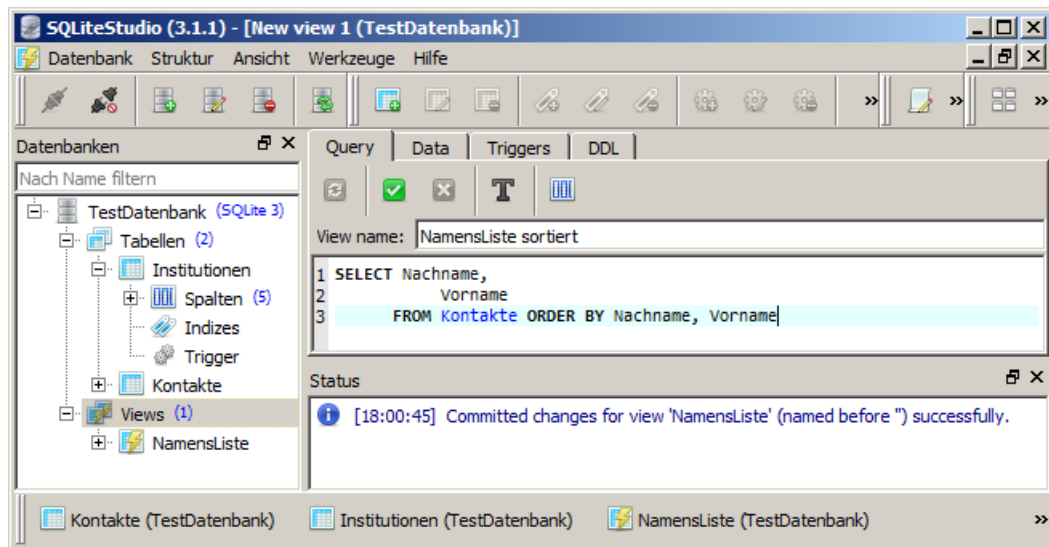 SQLiteStudio (3.1.1) - [New view 1 (TestDatenbank)]
Datenbank Struktur Ansicht Werkzeuge Hilfe
Datenbanken
Nach Name filtern
TestDatenbank (SQLite 3)
Tabellen (2)
Institutionen
Spalten (5)
Indizes
Trigger
Kontakte
Views (1)
NamensListe
Query Data Triggers DDL
T
View name: NamensListe sortiert
1 SELECT Nachname,
2 Vorname
3 FROM Kontakte ORDER BY Nachname, Vorname
Status
[18:00:45] Committed changes for view 'NamensListe' (named before '') successfully.
Kontakte (TestDatenbank) Institutionen (TestDatenbank) NamensListe (TestDatenbank) »